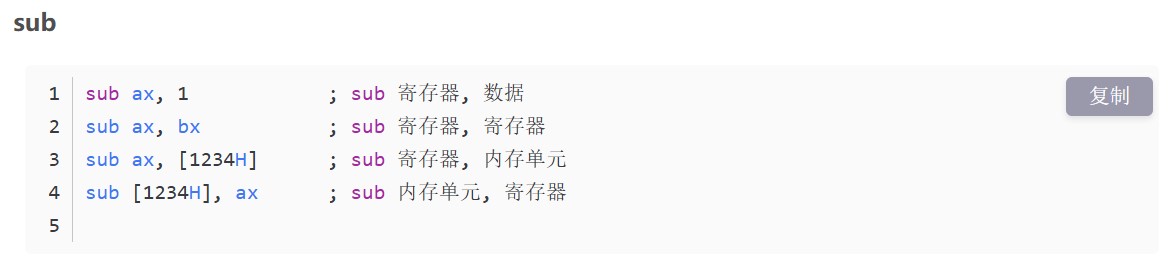 sub
复制
1 sub ax, 1 ; sub 寄存器, 数据
2 sub ax, bx ; sub 寄存器, 寄存器
3 sub ax, [1234H] ; sub 寄存器, 内存单元
4 sub [1234H], ax ; sub 内存单元, 寄存器
5